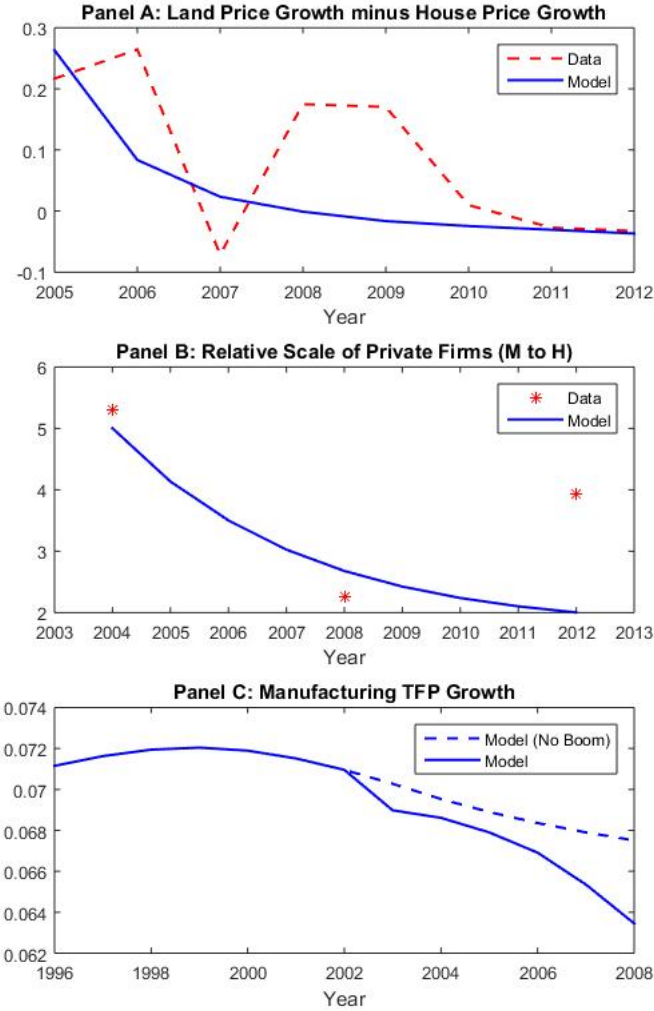 Panel A: Land Price Growth minus House Price Growth
0.3
Data
Model
0.2
0.1
0
-0.1
2005 2006 2007 2008 2009 2010 2011 2012
Year
Panel B: Relative Scale of Private Firms (M to H)
6
Data
Model
5
4
3
2
2003 2004 2005 2006 2007 2008 2009 2010 2011 2012 2013
Year
Panel C: Manufacturing TFP Growth
0.074
Model (No Boom)
Model
0.072
0.07
0.068
0.066
0.064
0.062
1996 1998 2000 2002 2004 2006 2008
Year